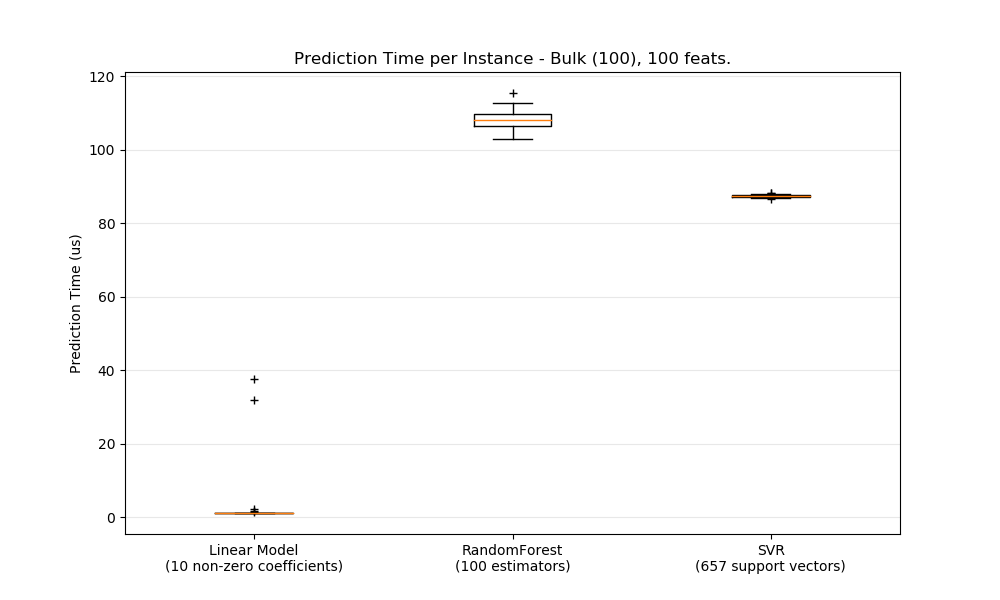 Prediction Time per Instance - Bulk (100), 100 feats.
120
100
80
60
40
20
0
Prediction Time (us)
Linear Model
(10 non-zero coefficients)
RandomForest
(100 estimators)
SVR
(657 support vectors)